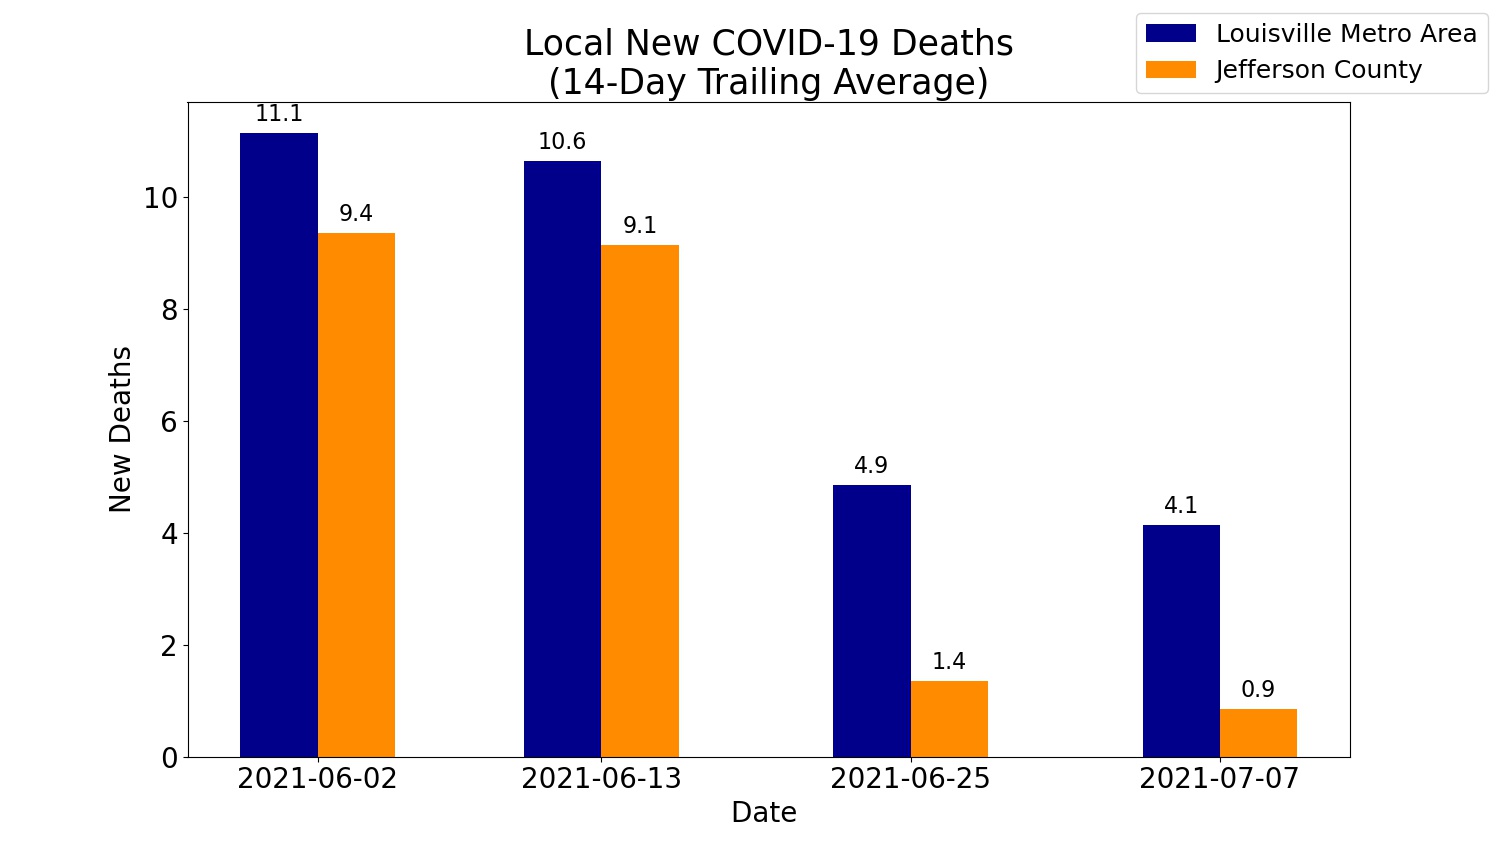 Local New COVID-19 Deaths
(14-Day Trailing Average)
Louisville Metro Area
Jefferson County
11.1
10.6
9.4
9.1
4.9
4.1
1.4
0.9
New Deaths
10
8
6
4
2
0
2021-06-02 2021-06-13 2021-06-25 2021-07-07
Date